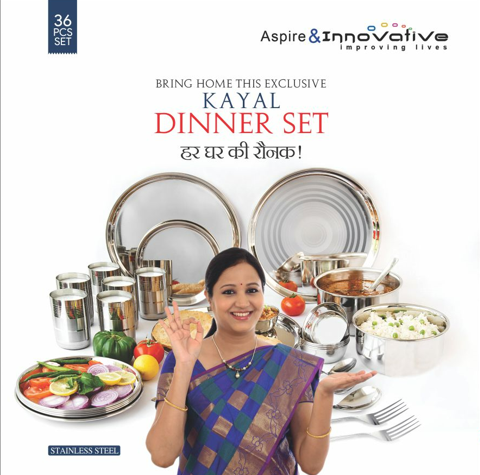 36
PCS
SET
Aspire & Innovative
improving lives
BRING HOME THIS EXCLUSIVE
KAYAL
DINNER SET
हर घर की रौनक!
STAINLESS STEEL